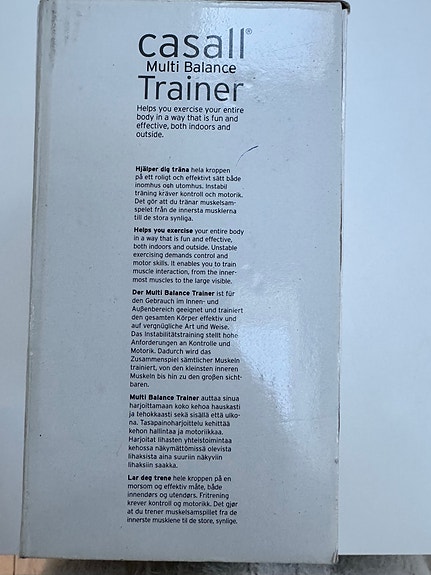 casall®
Multi Balance
Trainer
Helps you exercise your entire
body in a way that is fun and
effective, both indoors and
outside.
Hjälper dig träna hela kroppen
på ett roligt och effektivt sätt både
inomhus och utomhus. Instabil
träning kräver kontroll och motorik.
Det gör att du tränar muskelsam-
spelet från de innersta musklerna
till de stora synliga.
Helps you exercise your entire body
in a way that is fun and effective,
both indoors and outside. Unstable
exercising demands control and
motor skills. It enables you to train
muscle interaction, from the inner-
most muscles to the large visible.
Der Multi Balance Trainer ist für
den Gebrauch im Innen- und
Außenbereich geeignet und trainiert
den gesamten Körper effektiv und
auf vergnügliche Art und Weise.
Das Instabilitätstraining stellt hohe
Anforderungen an Kontrolle und
Motorik. Dadurch wird das
Zusammenspiel sämtlicher Muskeln
trainiert, von den kleinsten inneren
Muskeln bis hin zu den großen sicht-
baren.
Multi Balance Trainer auttaa sinua
harjoittamaan koko kehoa hauskasti
ja tehokkaasti sekä sisällä että ulko-
na. Tasapainoharjoittelu kehittää
kehon hallintaa ja motoriikkaa.
Harjoitat lihasten yhteistoimintaa
kehossa näkymättömissä olevista
lihaksista aina suuriin näkyviin
lihaksiin saakka.
Lar deg trene hele kroppen på en
morsom og effektiv måte, både
innendørs og utendørs. Fritrening
krever kontroll og motorikk. Det gjør
at du trener muskelsamspillet fra de
innerste musklene til de store, synlige.